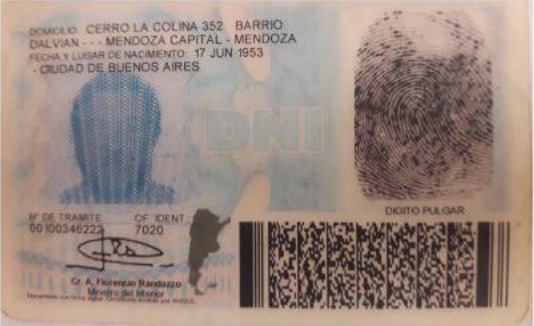 DOMICILIO: CERRO LA COLINA 352 BARRIO
DALVIAN - - - MENDOZA CAPITAL - MENDOZA
FECHA Y LUGAR DE NACIMIENTO: 17 JUN 1953
- CIUDAD DE BUENOS AIRES
DNI
DIGITO PULGAR
Nº DE TRAMITE OF IDENT.
00100346222 7020
Cr. A. Florencio Randazzo
Ministro del Interior